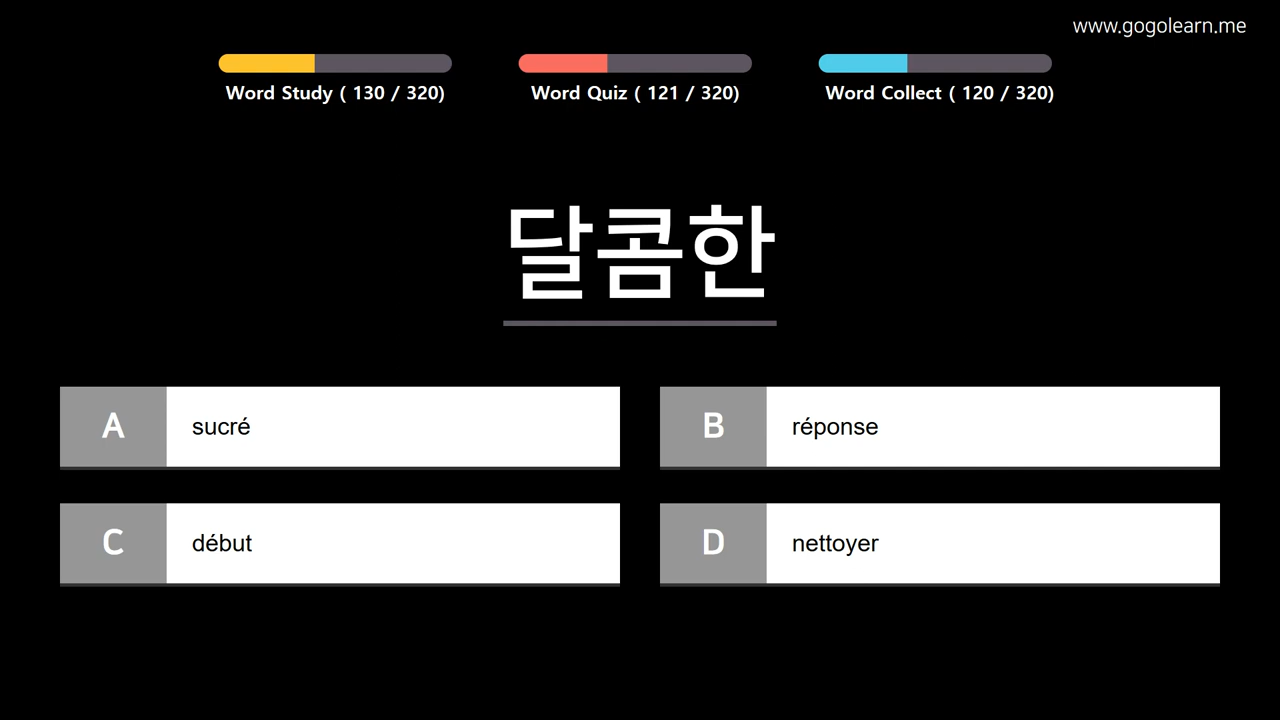 www.gogolearn.me
Word Study ( 130 / 320)
Word Quiz ( 121 / 320)
Word Collect ( 120 / 320)
달콤한
A sucré
B réponse
C début
D nettoyer